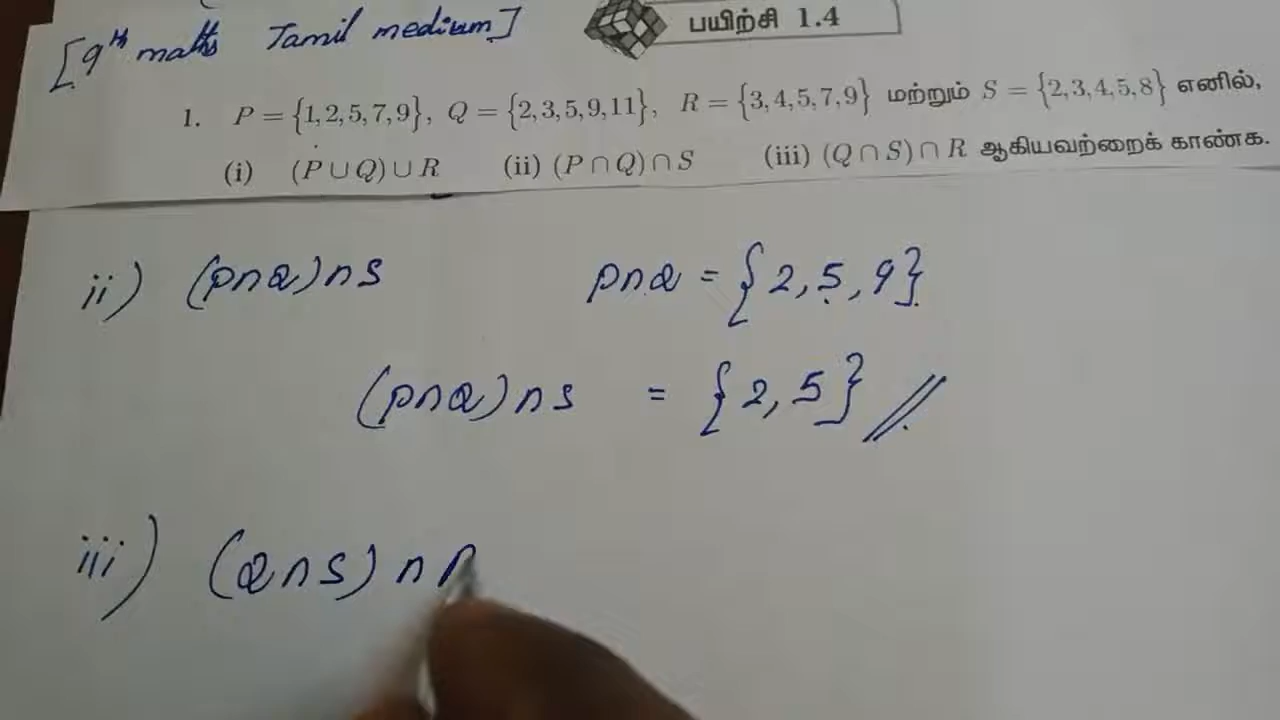 [9th maths Tamil medium]
பயிற்சி 1.4
1. P = {1,2,5,7,9}, Q = {2,3,5,9,11}, R = {3,4,5,7,9} மற்றும் S = {2,3,4,5,8} எனில்,
(i) (P ∪ Q) ∪ R (ii) (P ∩ Q) ∩ S (iii) (Q ∩ S) ∩ R ஆகியவற்றைக் காண்க.
ii) (P∩Q)∩S P∩Q = {2, 5, 9}
(P∩Q)∩S = {2, 5} //
iii) (Q∩S) ∩